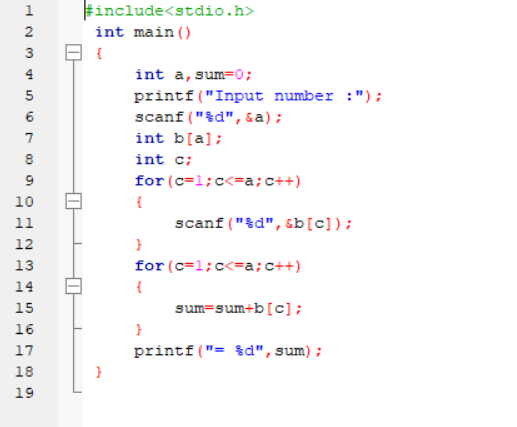 1 #include<stdio.h>
2 int main()
3 {
4 int a,sum=0;
5 printf("Input number :");
6 scanf("%d",&a);
7 int b[a];
8 int c;
9 for(c=1;c<=a;c++)
10 {
11 scanf("%d",&b[c]);
12 }
13 for(c=1;c<=a;c++)
14 {
15 sum=sum+b[c];
16 }
17 printf("= %d",sum);
18 }
19